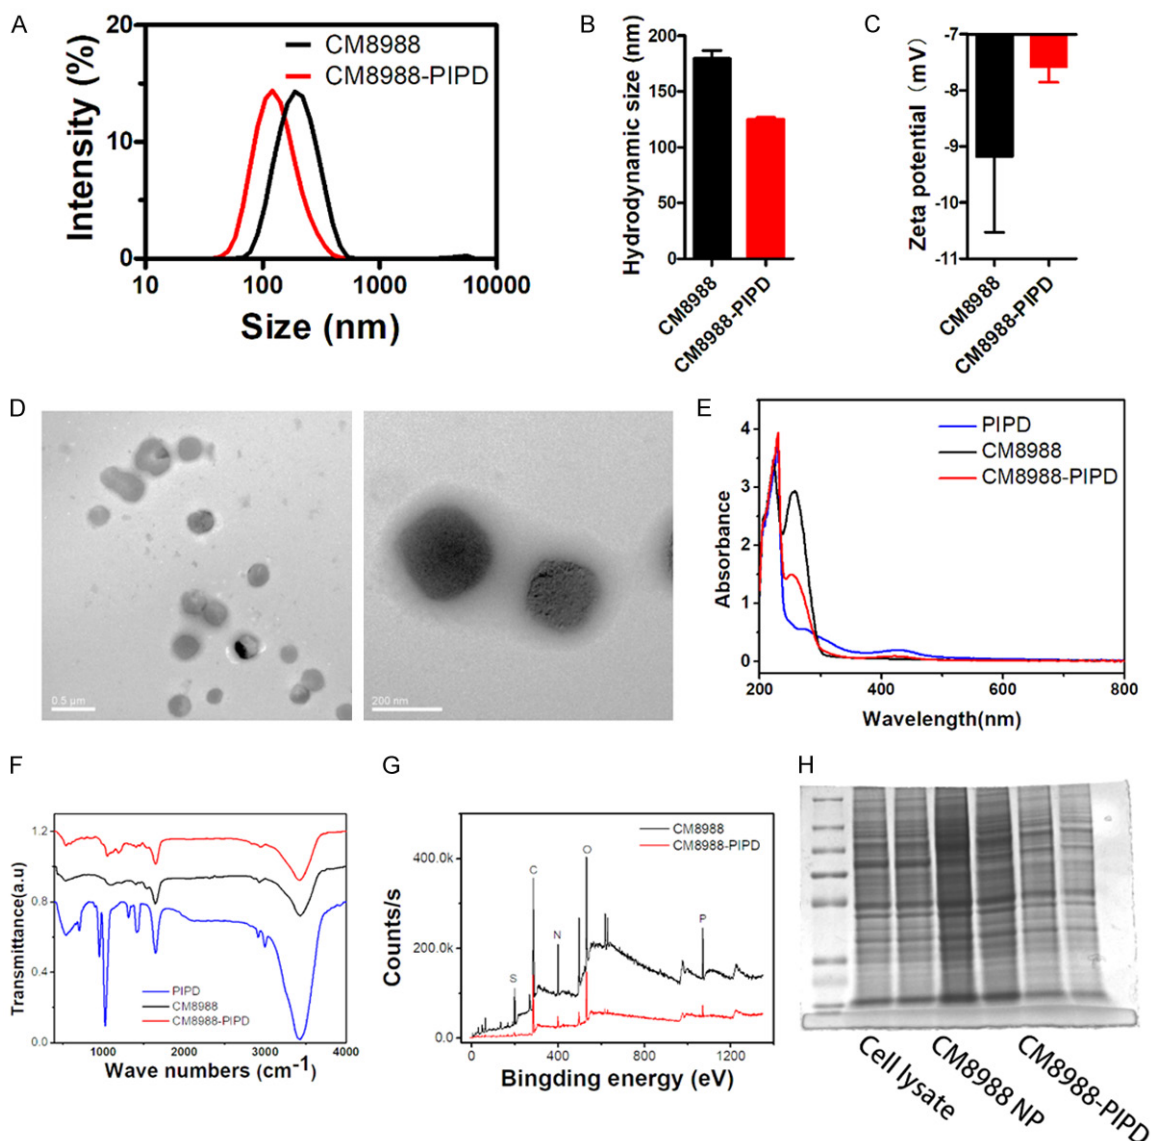 A
20
10
0
Intensity (%)
CM8988
CM8988-PIPD
10
100
1000
10000
Size (nm)
B
200
150
100
50
0
Hydrodynamic size (nm)
CM8988
CM8988-PIPD
C
-7
-8
-9
-10
-11
Zeta potential (mV)
CM8988
CM8988-PIPD
D
0.5 µm
200 nm
E
4
3
2
1
0
Absorbance
PIPD
CM8988
CM8988-PIPD
200
400
600
800
Wavelength(nm)
F
1.2
0.8
0.4
0.0
Transmittance(a.u)
PIPD
CM8988
CM8988-PIPD
1000
2000
3000
4000
Wave numbers (cm-1)
G
400.0k
200.0k
0.0
Counts/s
CM8988
CM8988-PIPD
S
C
N
O
P
0
400
800
1200
Bingding energy (eV)
H
Cell lysate
CM8988 NP
CM8988-PIPD